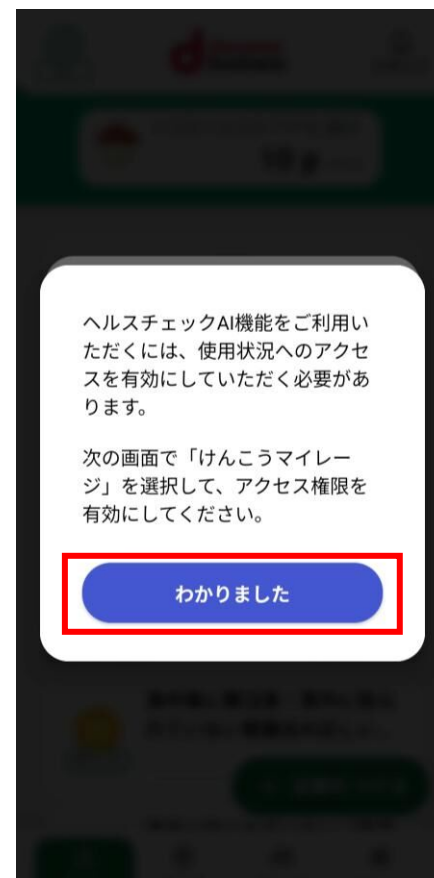 ヘルスチェックAI機能をご利用い
ただくには、使用状況へのアクセ
スを有効にしていただく必要があ
ります。
次の画面で「けんこうマイレー
ジ」を選択して、アクセス権限を
有効にしてください。
わかりました